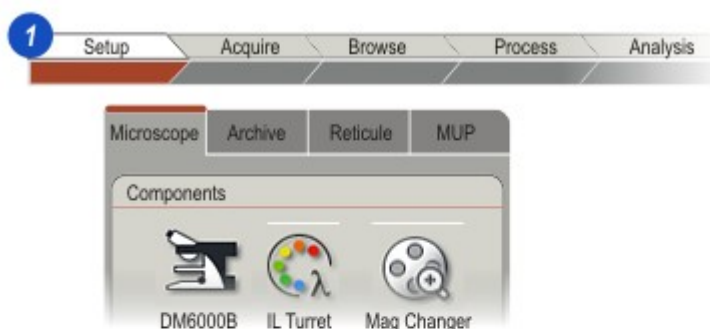 1
Setup Acquire Browse Process Analysis
Microscope Archive Reticule MUP
Components
λ
DM6000B IL Turret Mag Changer